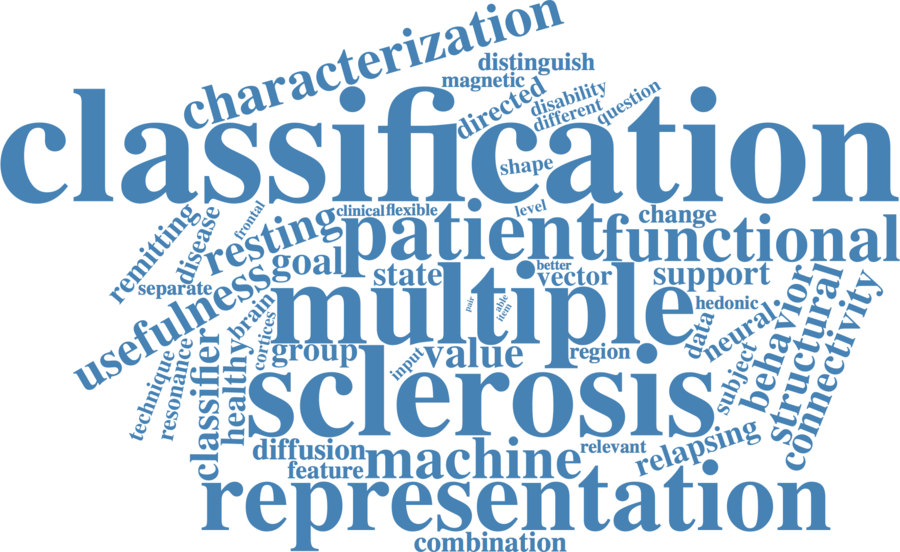 characterization
distinguish
magnetic
directed
disability
different
question
classification
shape
remitting
disease
frontal
resting
clinical
flexible
level
change
patient
functional
goal
state
better
vector
support
separate
usefulness
brain
cortices
multiple
pair
able
item
hedonic
data
neural
behavior
structural
connectivity
technique
resonance
classifier
healthy
group
input
value
region
subject
sclerosis
diffusion
feature
machine
relevant
relapsing
representation
combination